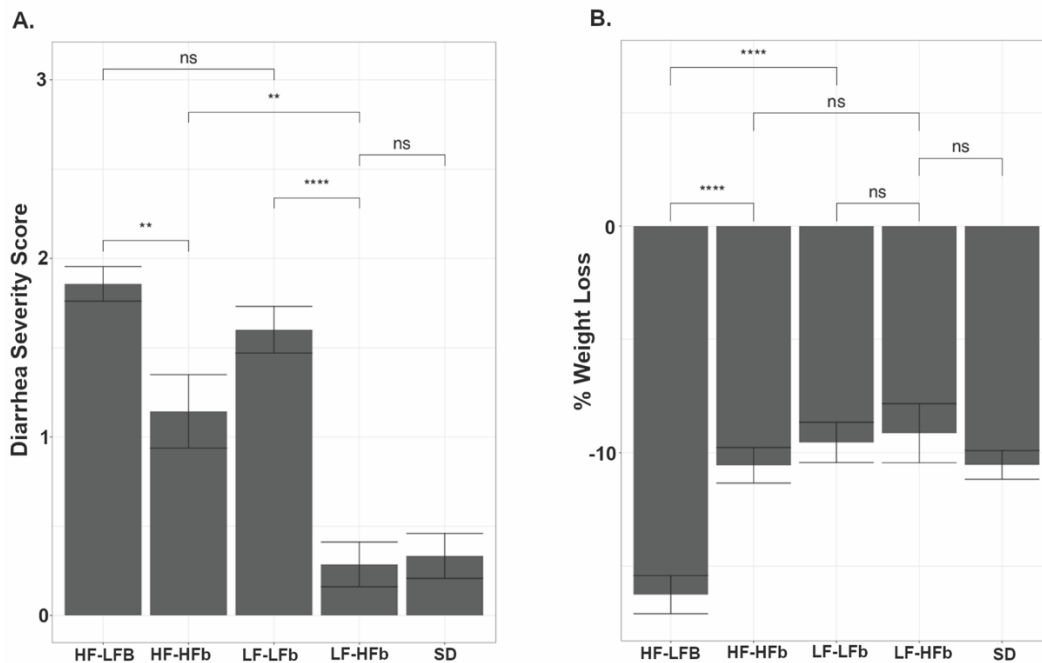 A.
Diarrhea Severity Score
3
2
1
0
ns
**
ns
****
**
HF-LFB HF-HFb LF-LFb LF-HFb SD
B.
% Weight Loss
0
-10
****
ns
ns
****
ns
HF-LFB HF-HFb LF-LFb LF-HFb SD